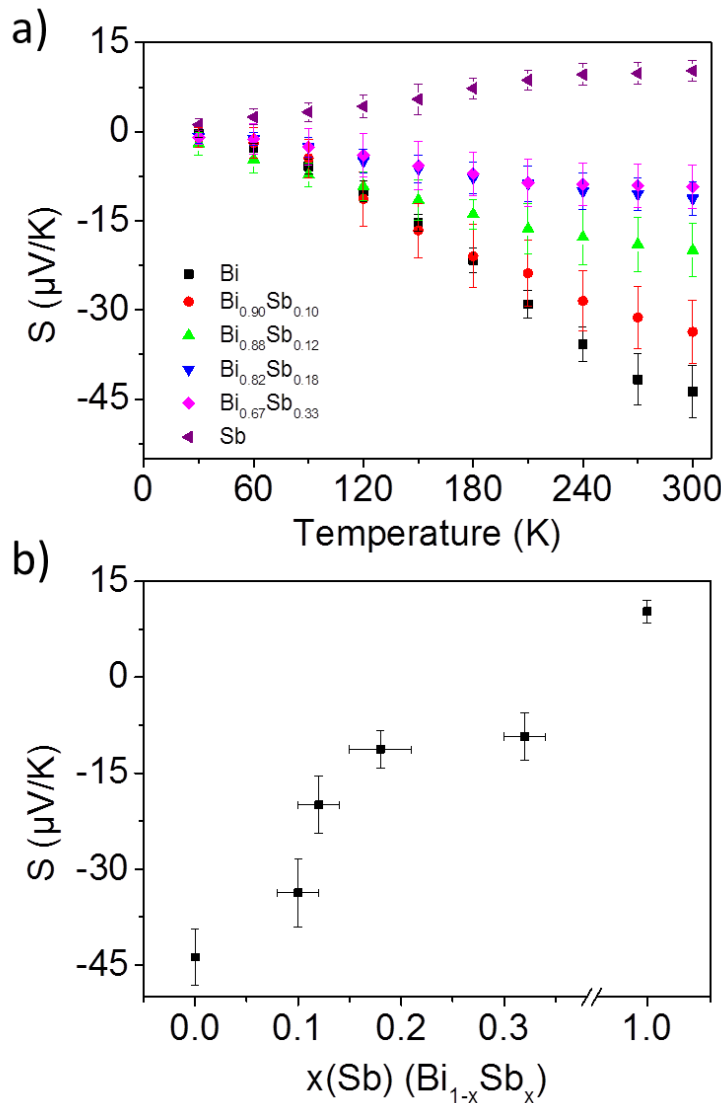 a)
15
0
-15
-30
-45
S (µV/K)
Bi
Bi0.90Sb0.10
Bi0.88Sb0.12
Bi0.82Sb0.18
Bi0.67Sb0.33
Sb
0 60 120 180 240 300
Temperature (K)
b)
15
0
-15
-30
-45
S (µV/K)
0.0 0.1 0.2 0.3 1.0
x(Sb) (Bi1-xSbx)